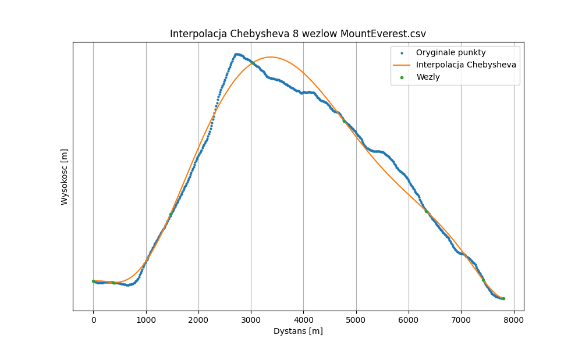 Interpolacja Chebysheva 8 wezlow MountEverest.csv
Oryginale punkty
Interpolacja Chebysheva
Wezly
Wysokosc [m]
0 1000 2000 3000 4000 5000 6000 7000 8000
Dystans [m]